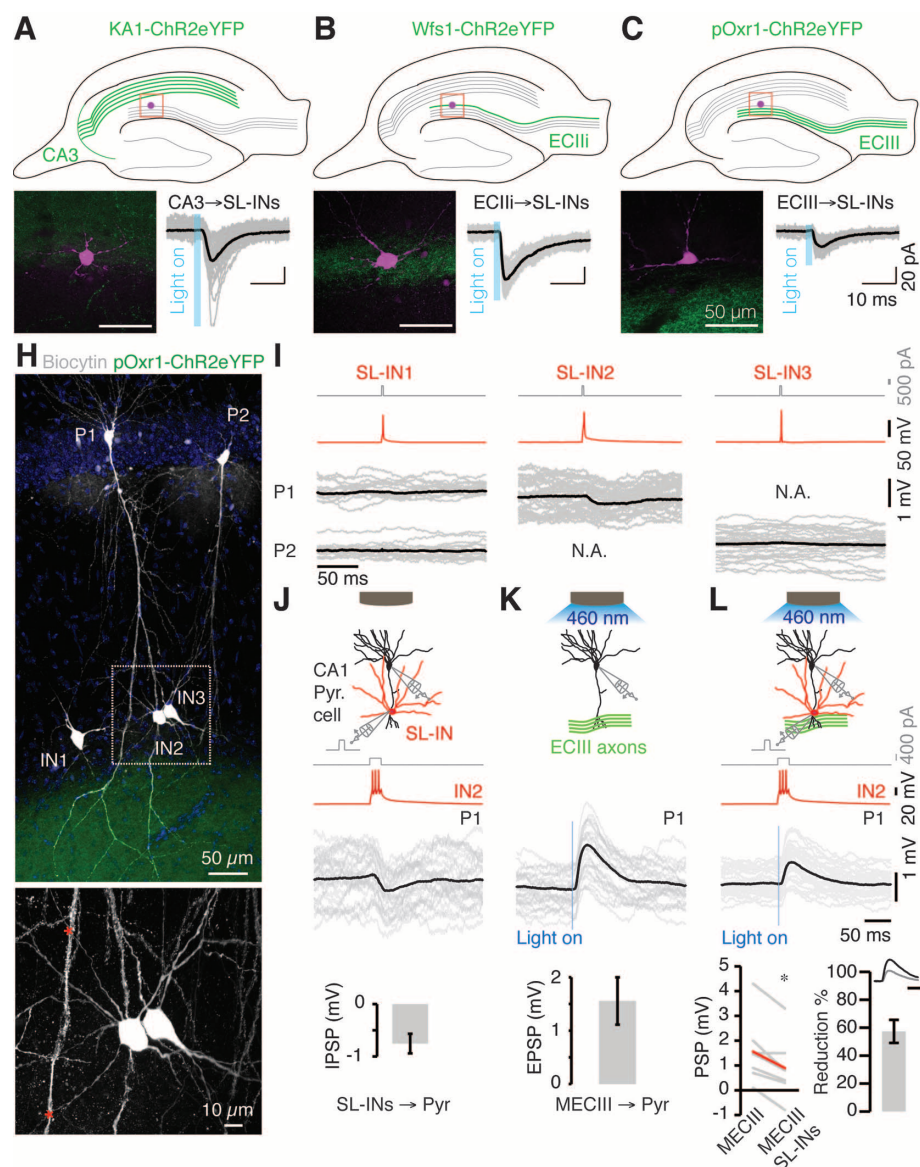 A
KA1-ChR2eYFP
CA3
CA3→SL-INs
Light on
B
Wfs1-ChR2eYFP
ECIIi
ECIIi→SL-INs
Light on
C
pOxr1-ChR2eYFP
ECIII
ECIII→SL-INs
Light on
50 µm
10 ms
20 pA
H
Biocytin pOxr1-ChR2eYFP
P1
P2
IN3
IN1
IN2
50 µm
10 µm
I
SL-IN1
SL-IN2
SL-IN3
500 pA
50 mV
P1
N.A.
1 mV
P2
N.A.
50 ms
J
CA1
Pyr.
cell
SL-IN
IN2
P1
0
-1
IPSP (mV)
SL-INs → Pyr
K
460 nm
ECIII axons
P1
Light on
2
1
0
EPSP (mV)
MECIII → Pyr
L
460 nm
400 pA
IN2
20 mV
P1
1 mV
Light on
50 ms
5
4
3
2
1
0
-1
PSP (mV)
*
MECIII
MECIII
SL-INs
100
80
60
40
20
0
Reduction %